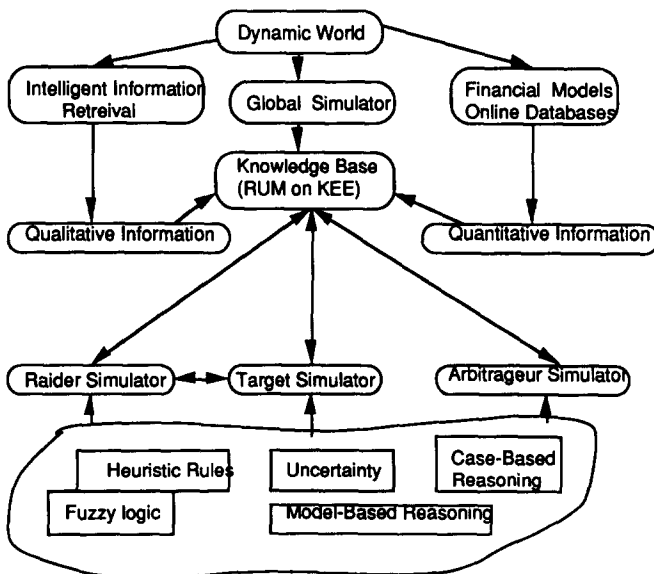 Dynamic World
Intelligent Information
Retreival
Global Simulator
Financial Models
Online Databases
Knowledge Base
(RUM on KEE)
Qualitative Information
Quantitative Information
Raider Simulator
Target Simulator
Arbitrageur Simulator
Heuristic Rules
Uncertainty
Case-Based
Reasoning
Fuzzy logic
Model-Based Reasoning